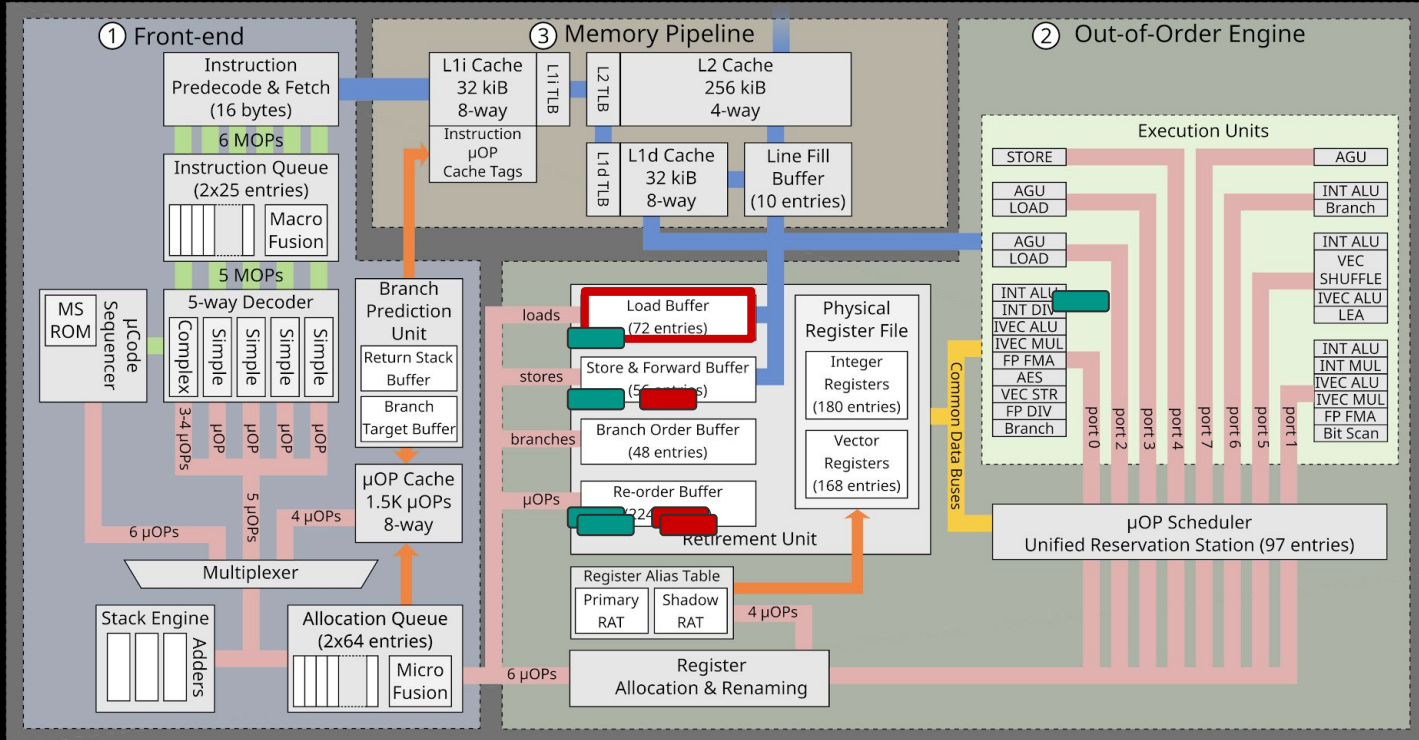 ① Front-end
Instruction
Predecode & Fetch
(16 bytes)
6 MOPs
Instruction Queue
(2x25 entries)
Macro
Fusion
5 MOPs
MS
ROM
µCode
Sequencer
5-way Decoder
Complex
Simple
Simple
Simple
Simple
3-4 µOPs
µOP
µOP
µOP
µOP
Branch
Prediction
Unit
Return Stack
Buffer
Branch
Target Buffer
µOP Cache
1.5K µOPs
8-way
6 µOPs
5 µOPs
4 µOPs
Multiplexer
Stack Engine
Adders
Allocation Queue
(2x64 entries)
Micro
Fusion
③ Memory Pipeline
L1i Cache
32 kiB
8-way
L1i TLB
Instruction
µOP
Cache Tags
L2 TLB
L2 Cache
256 kiB
4-way
L1d TLB
L1d Cache
32 kiB
8-way
Line Fill
Buffer
(10 entries)
② Out-of-Order Engine
loads
Load Buffer
(72 entries)
stores
Store & Forward Buffer
branches
Branch Order Buffer
(48 entries)
µOPs
Re-order Buffer
Retirement Unit
Physical
Register File
Integer
Registers
(180 entries)
Vector
Registers
(168 entries)
Register Alias Table
Primary
RAT
Shadow
RAT
4 µOPs
6 µOPs
Register
Allocation & Renaming
Common Data Buses
Execution Units
STORE
AGU
LOAD
AGU
LOAD
INT ALU
INT DIV
IVEC ALU
IVEC MUL
FP FMA
AES
VEC STR
FP DIV
Branch
AGU
INT ALU
Branch
INT ALU
VEC
SHUFFLE
IVEC ALU
LEA
INT ALU
INT MUL
IVEC ALU
IVEC MUL
FP FMA
Bit Scan
port 0
port 2
port 3
port 4
port 7
port 6
port 5
port 1
µOP Scheduler
Unified Reservation Station (97 entries)